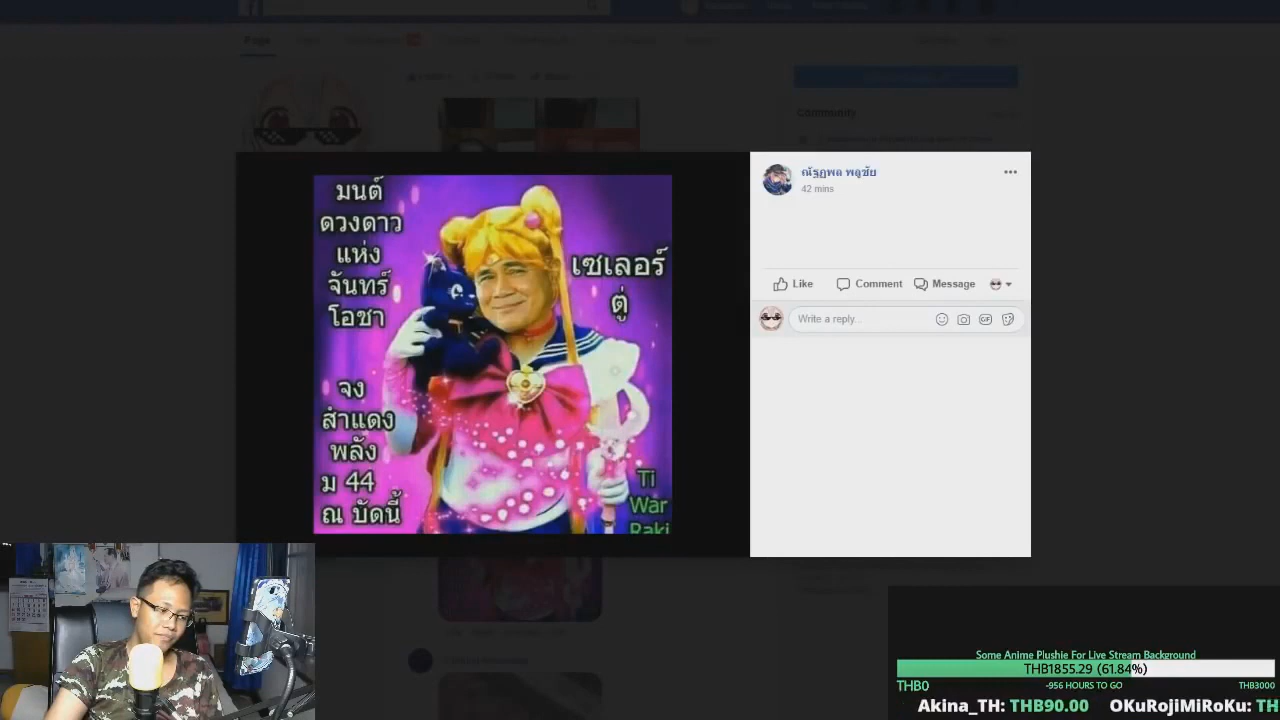 Page
Community
มนต์
ดวงดาว
แห่ง
จันทร์
โอชา
เซเลอร์
ตู่
จง
สำแดง
พลัง
ม 44
ณ บัดนี้
Ti
War
Raki
ณัฐฏพล พลูชัย
42 mins
Like
Comment
Message
Write a reply...
GIF
Some Anime Plushie For Live Stream Background
THB1855.29 (61.84%)
THB0
-956 HOURS TO GO
THB3000
Akina_TH: THB90.00 OKuRojiMiRoKu: TH